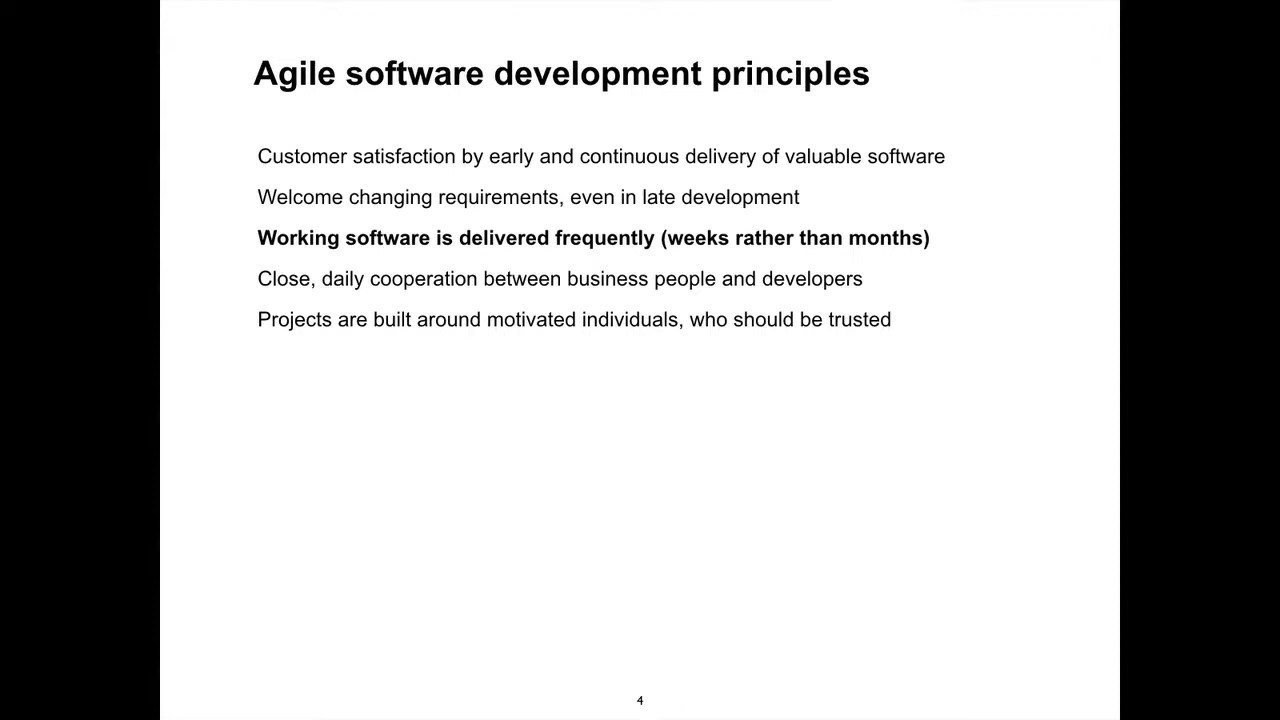 Agile software development principles
Customer satisfaction by early and continuous delivery of valuable software
Welcome changing requirements, even in late development
Working software is delivered frequently (weeks rather than months)
Close, daily cooperation between business people and developers
Projects are built around motivated individuals, who should be trusted
4